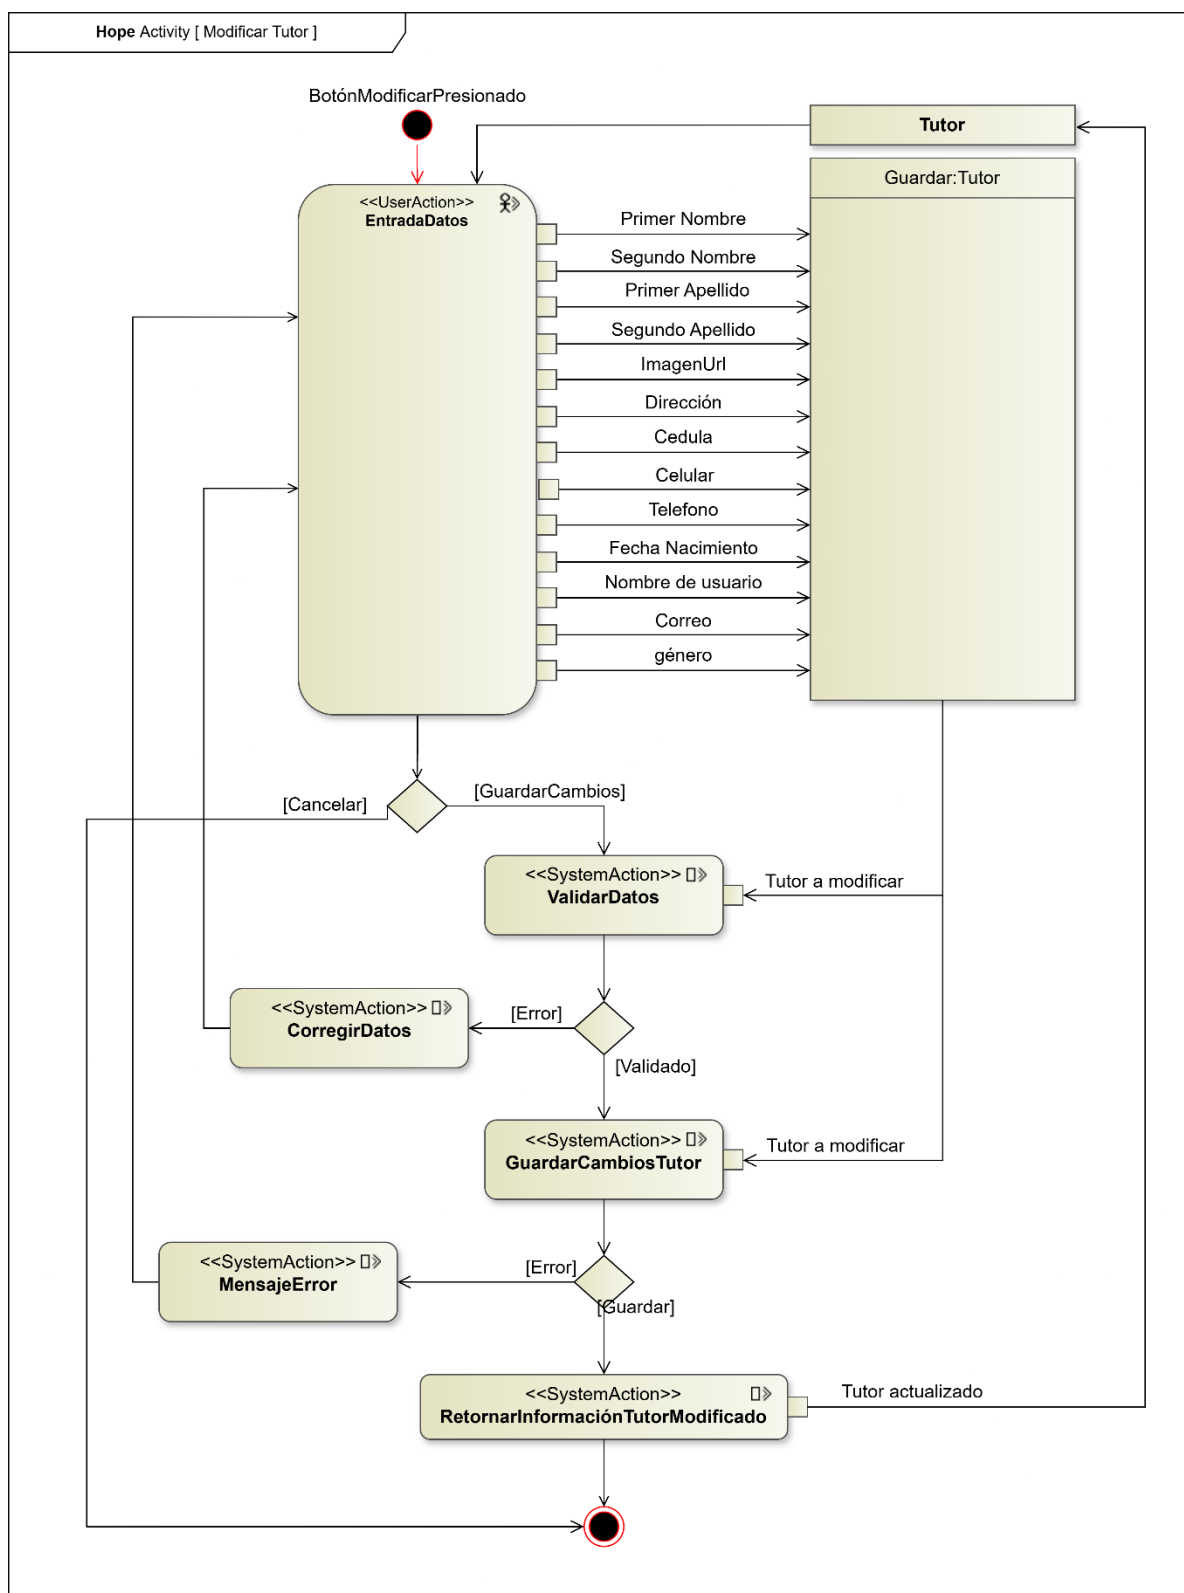 Hope Activity [ Modificar Tutor ]
BotónModificarPresionado
Tutor
<<UserAction>>
EntradaDatos
Guardar:Tutor
Primer Nombre
Segundo Nombre
Primer Apellido
Segundo Apellido
ImagenUrl
Dirección
Cedula
Celular
Telefono
Fecha Nacimiento
Nombre de usuario
Correo
género
[Cancelar]
[GuardarCambios]
<<SystemAction>>
ValidarDatos
Tutor a modificar
<<SystemAction>>
CorregirDatos
[Error]
[Validado]
<<SystemAction>>
GuardarCambiosTutor
Tutor a modificar
<<SystemAction>>
MensajeError
[Error]
[Guardar]
<<SystemAction>>
RetornarInformaciónTutorModificado
Tutor actualizado